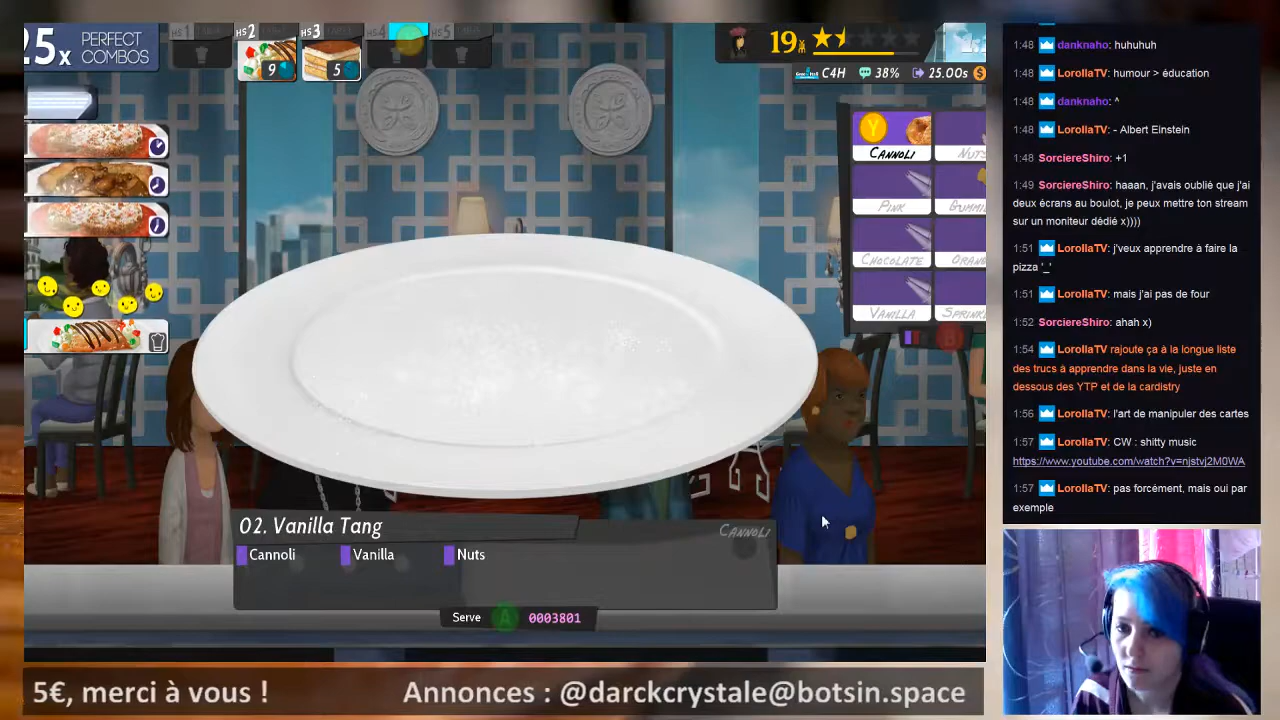 25x PERFECT COMBOS
HS1
HS2
9
HS3
5
HS4
HS5
19
C4H 38% 25.00s
Y
CANNOLI
PINK
CHOCOLATE
VANILLA
02. Vanilla Tang
CANNOLI
Cannoli Vanilla Nuts
Serve A 0003801
5€, merci à vous ! Annonces : @darckcrystale@botsin.space
1:48 danknaho: huhuhuh
1:48 LorollaTV: humour > éducation
1:48 danknaho: ^
1:48 LorollaTV: - Albert Einstein
1:48 SorciereShiro: +1
1:49 SorciereShiro: haaan, j'avais oublié que j'ai
deux écrans au boulot, je peux mettre ton stream
sur un moniteur dédié x))))
1:51 LorollaTV: j'veux apprendre à faire la
pizza '_'
1:51 LorollaTV: mais j'ai pas de four
1:52 SorciereShiro: ahah x)
1:54 LorollaTV rajoute ça à la longue liste
des trucs à apprendre dans la vie, juste en
dessous des YTP et de la cardistry
1:56 LorollaTV: l'art de manipuler des cartes
1:57 LorollaTV: CW : shitty music
https://www.youtube.com/watch?v=njstvj2M0WA
1:57 LorollaTV: pas forcément, mais oui par
exemple